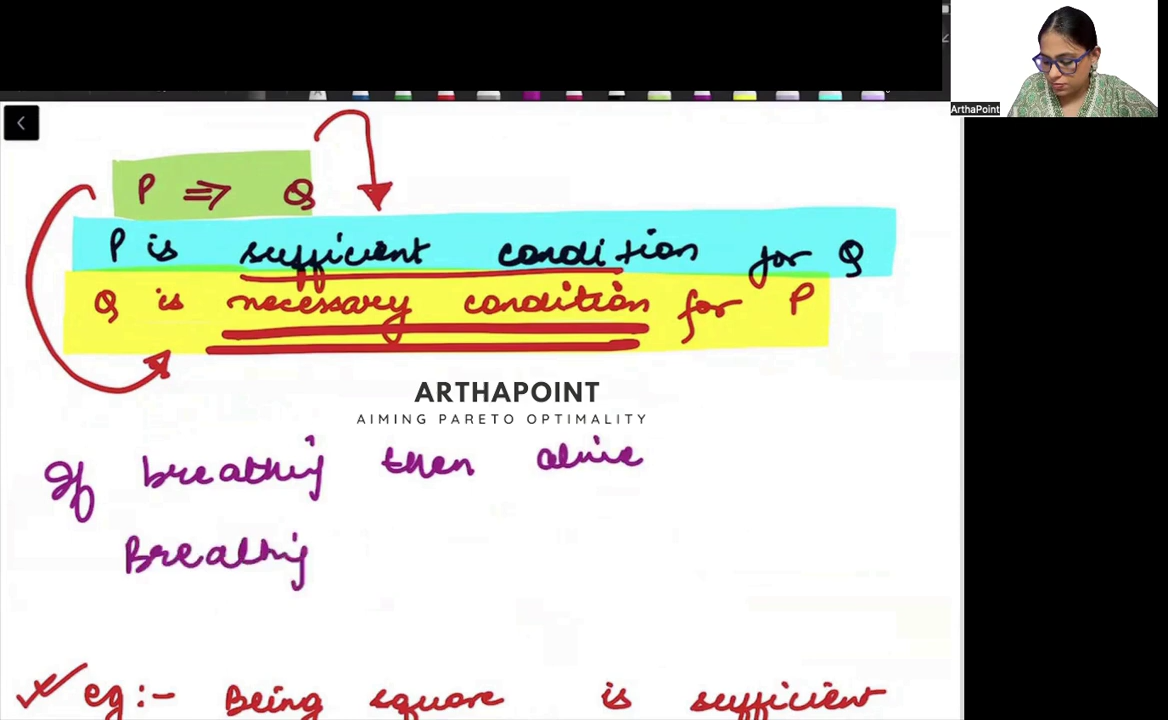 ArthaPoint
P ⇒ Q
P is sufficient condition for Q
Q is necessary condition for P
ARTHAPOINT
AIMING PARETO OPTIMALITY
If breathing then alive
Breathing
eg:- Being square is sufficient